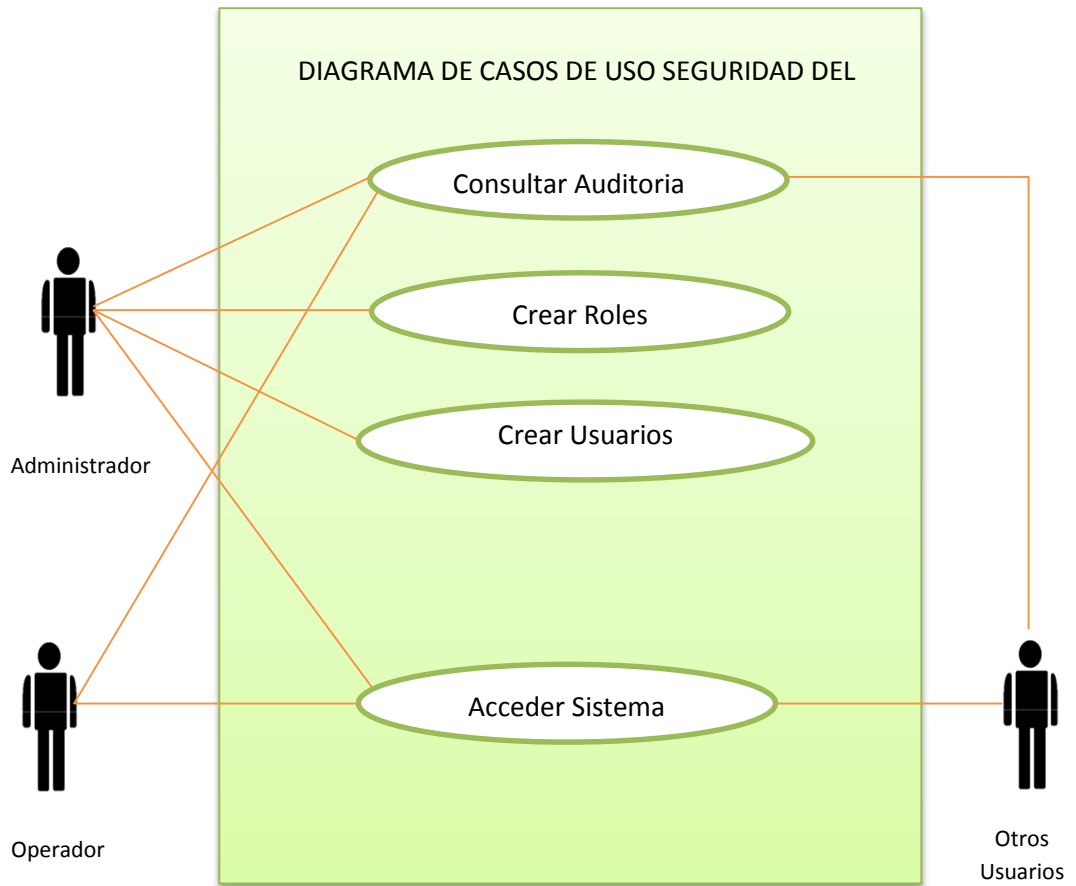 DIAGRAMA DE CASOS DE USO SEGURIDAD DEL
Consultar Auditoria
Crear Roles
Crear Usuarios
Administrador
Acceder Sistema
Operador
Otros
Usuarios